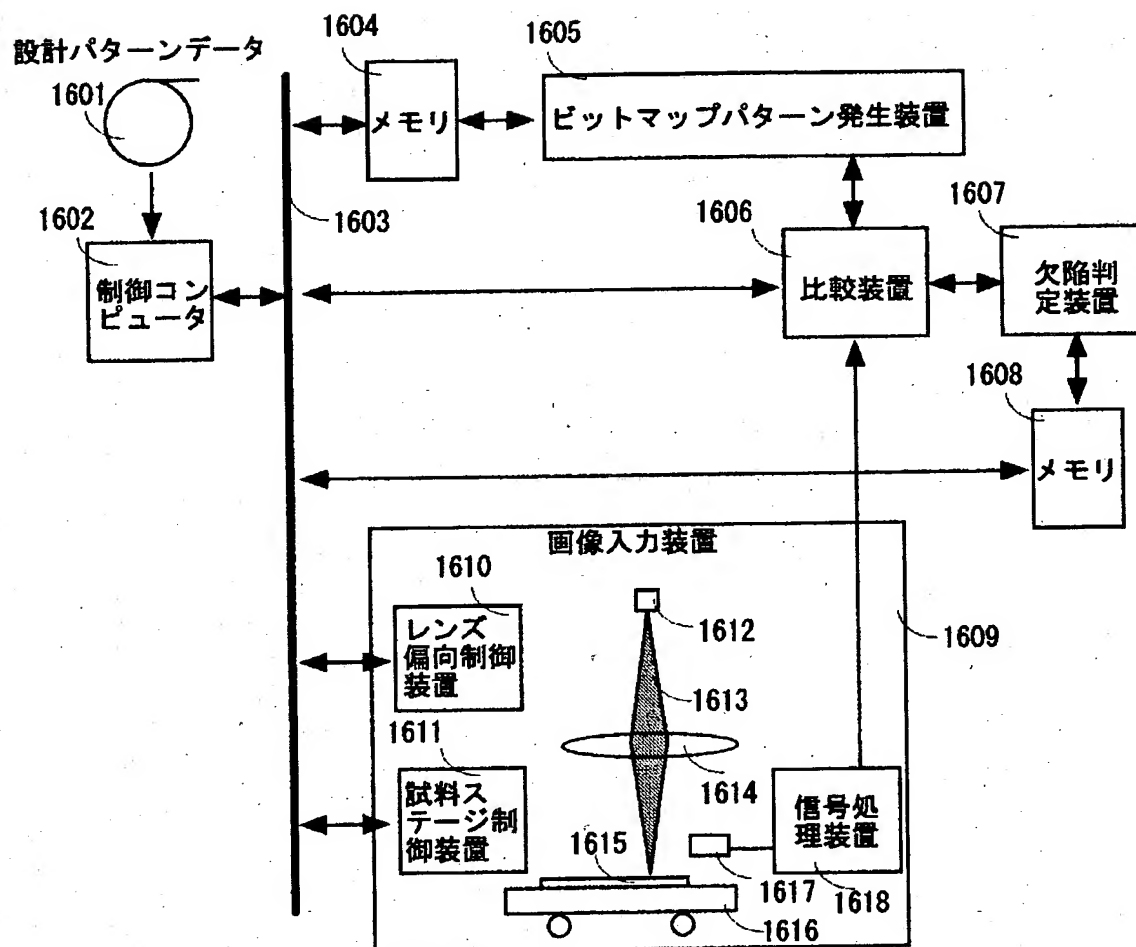 設計パターンデータ
1601
1604
1605
メモリ
ビットマップパターン発生装置
1602
1603
制御コン
ピュータ
1606
1607
比較装置
欠陥判
定装置
1608
メモリ
画像入力装置
1609
1610
レンズ
偏向制御
装置
1612
1613
1611
試料ス
テージ制
御装置
1614
1615
1617
信号処
理装置
1618
1616